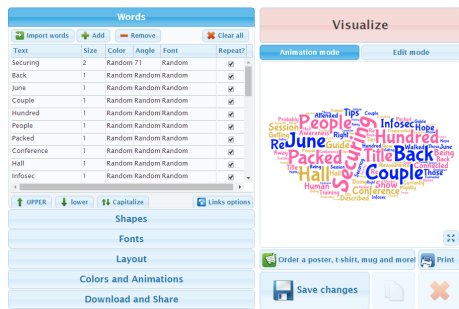 Words
Import words Add Remove Clear all
Text Size Color Angle Font Repeat?
Securing 2 Random 71 Random
Back 1 Random Random Random
June 1 Random Random Random
Couple 1 Random Random Random
Hundred 1 Random Random Random
People 1 Random Random Random
Packed 1 Random Random Random
Conference 1 Random Random Random
Hall 1 Random Random Random
Infosec 1 Random Random Random
UPPER lower Capitalize Links options
Shapes
Fonts
Layout
Colors and Animations
Download and Share
Visualize
Animation mode Edit mode
Attended Tips Couple
People Infosec Hope
Session Awareness Right Hundred Walked
Getting Guide
Re June Securing Back Being
Packed Title Connected
Hall Couple Those
Human Show
Training Conference
Described Infosec
Order a poster, t-shirt, mug and more! Print
Save changes